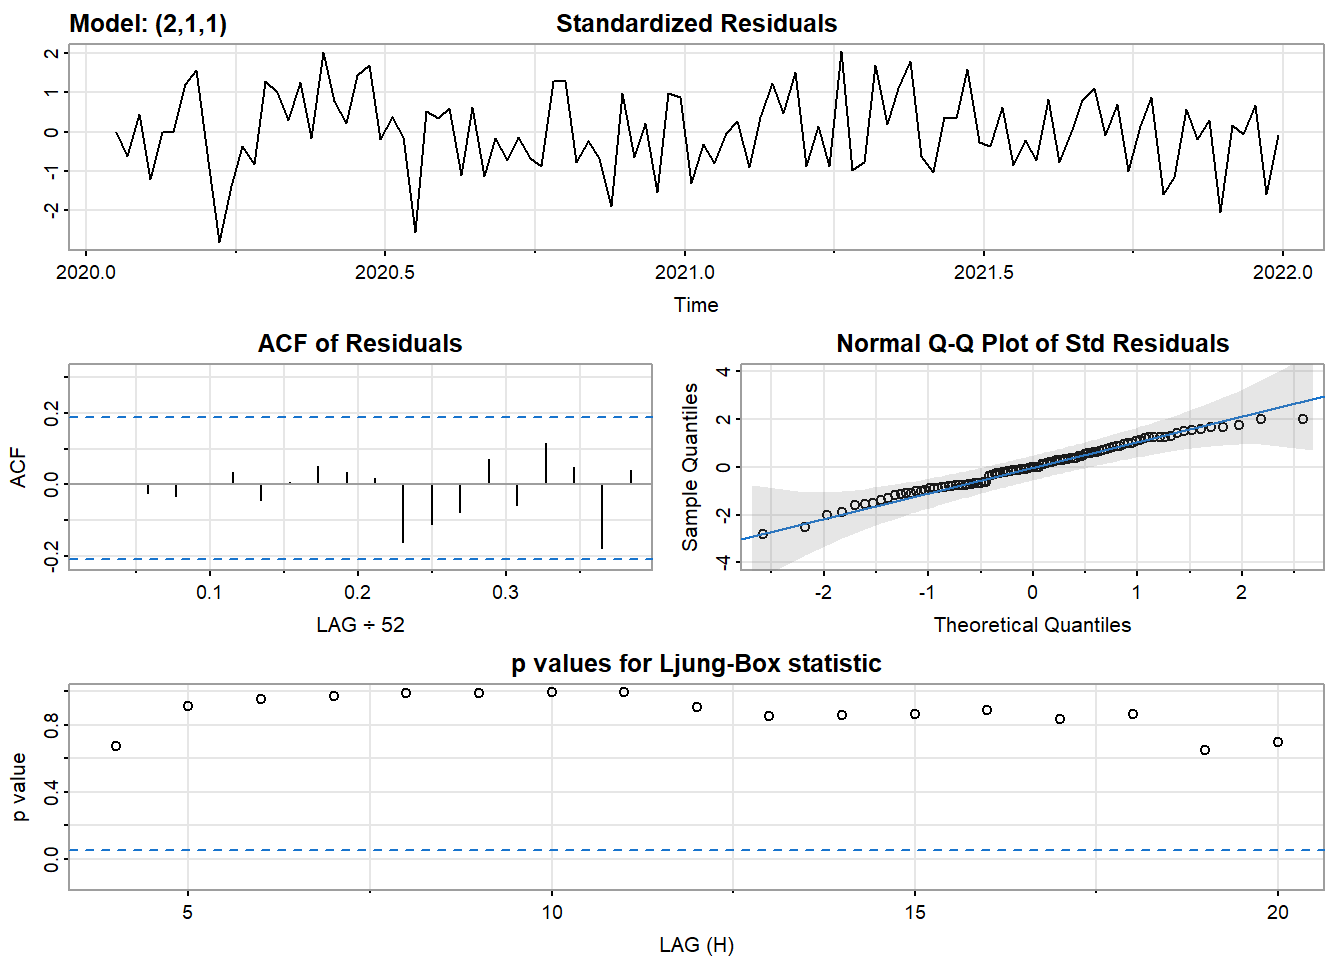 Model: (2,1,1) Standardized Residuals
2
1
0
-1
-2
2020.0 2020.5 2021.0 2021.5 2022.0
Time
ACF of Residuals
ACF
0.2
0.0
-0.2
0.1 0.2 0.3
LAG ÷ 52
Normal Q-Q Plot of Std Residuals
Sample Quantiles
4
2
0
-2
-4
-2 -1 0 1 2
Theoretical Quantiles
p values for Ljung-Box statistic
p value
0.8
0.4
0.0
5 10 15 20
LAG (H)